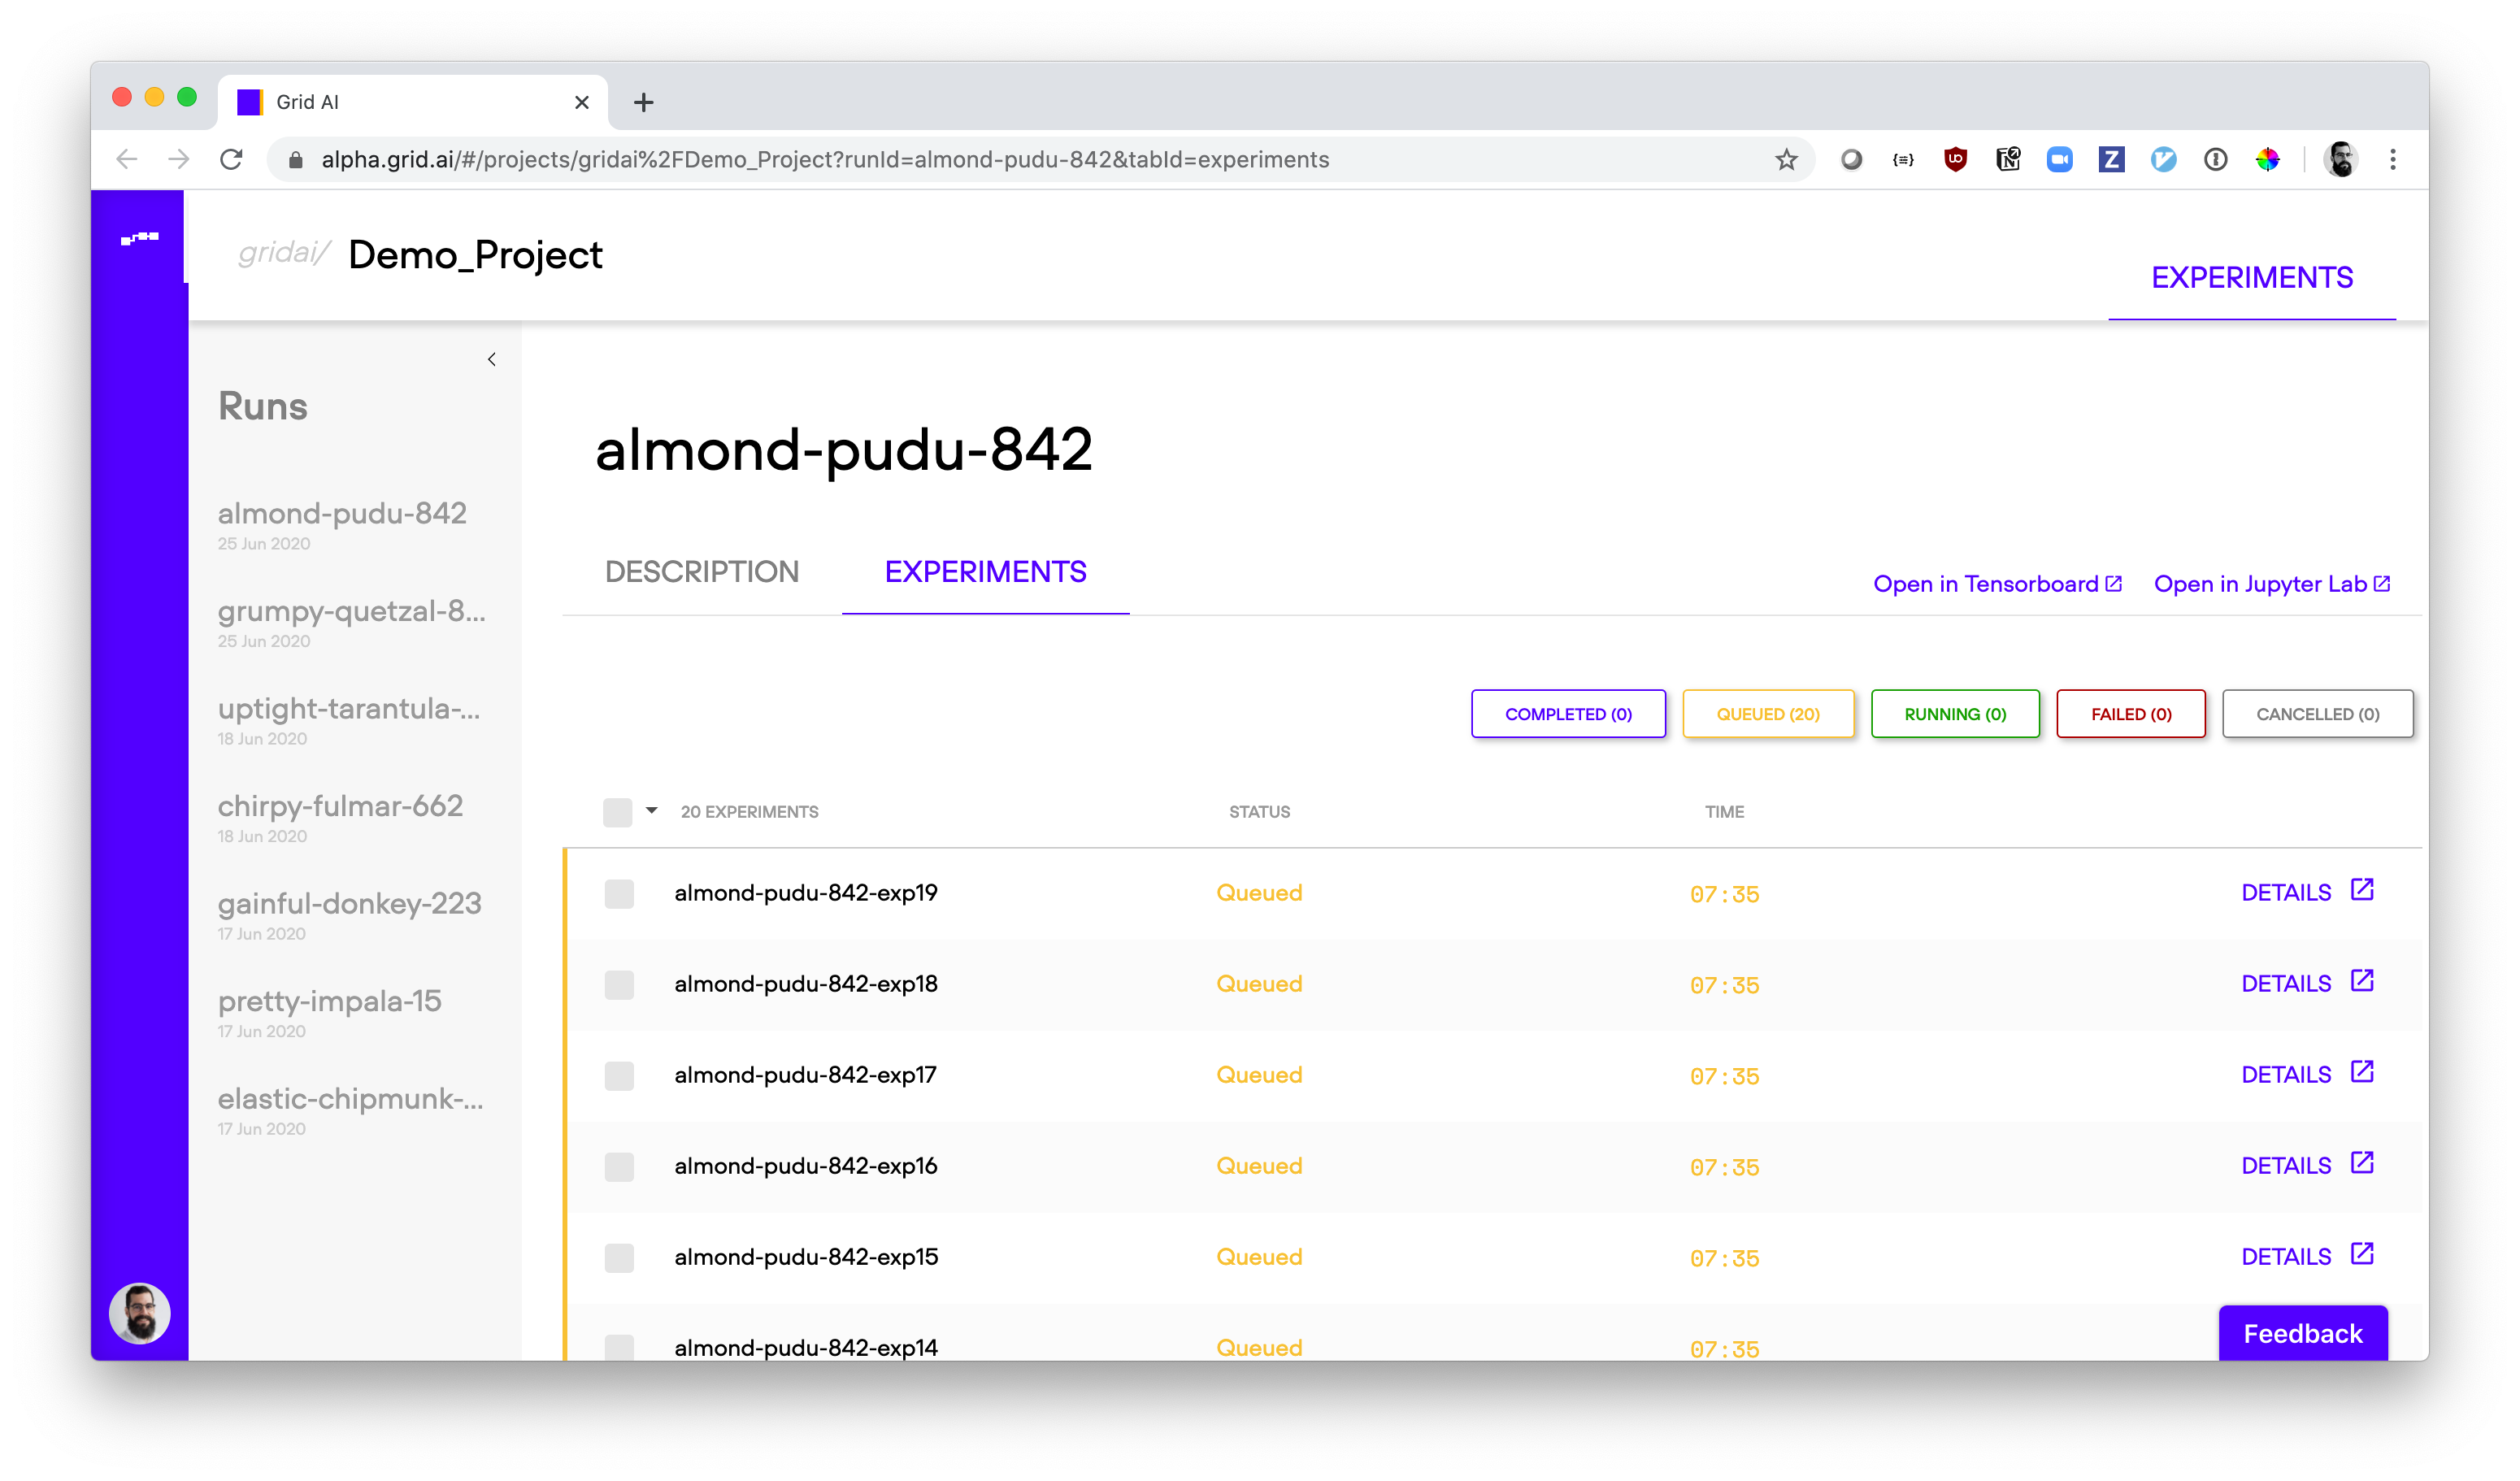 Grid AI
alpha.grid.ai/#/projects/gridai%2FDemo_Project?runId=almond-pudu-842&tabId=experiments
gridai/ Demo_Project
EXPERIMENTS
Runs
almond-pudu-842
25 Jun 2020
grumpy-quetzal-8...
25 Jun 2020
uptight-tarantula-...
18 Jun 2020
chirpy-fulmar-662
18 Jun 2020
gainful-donkey-223
17 Jun 2020
pretty-impala-15
17 Jun 2020
elastic-chipmunk-...
17 Jun 2020
almond-pudu-842
DESCRIPTION EXPERIMENTS Open in Tensorboard Open in Jupyter Lab
COMPLETED (0) QUEUED (20) RUNNING (0) FAILED (0) CANCELLED (0)
20 EXPERIMENTS STATUS TIME
almond-pudu-842-exp19 Queued 07:35 DETAILS
almond-pudu-842-exp18 Queued 07:35 DETAILS
almond-pudu-842-exp17 Queued 07:35 DETAILS
almond-pudu-842-exp16 Queued 07:35 DETAILS
almond-pudu-842-exp15 Queued 07:35 DETAILS
almond-pudu-842-exp14 Queued 07:35
Feedback